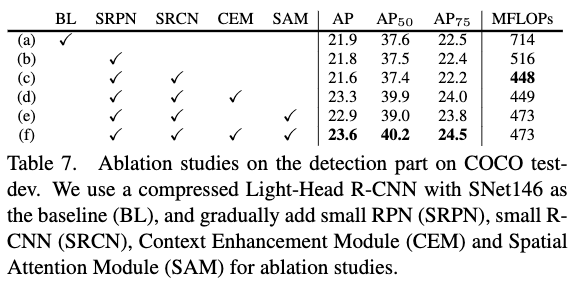 BL SRPN SRCN CEM SAM AP AP50 AP75 MFLOPs
(a) ✓ 21.9 37.6 22.5 714
(b) ✓ 21.8 37.5 22.4 516
(c) ✓ ✓ 21.6 37.4 22.2 448
(d) ✓ ✓ ✓ 23.3 39.9 24.0 449
(e) ✓ ✓ ✓ 22.9 39.0 23.8 473
(f) ✓ ✓ ✓ ✓ 23.6 40.2 24.5 473
Table 7. Ablation studies on the detection part on COCO test-
dev. We use a compressed Light-Head R-CNN with SNet146 as
the baseline (BL), and gradually add small RPN (SRPN), small R-
CNN (SRCN), Context Enhancement Module (CEM) and Spatial
Attention Module (SAM) for ablation studies.